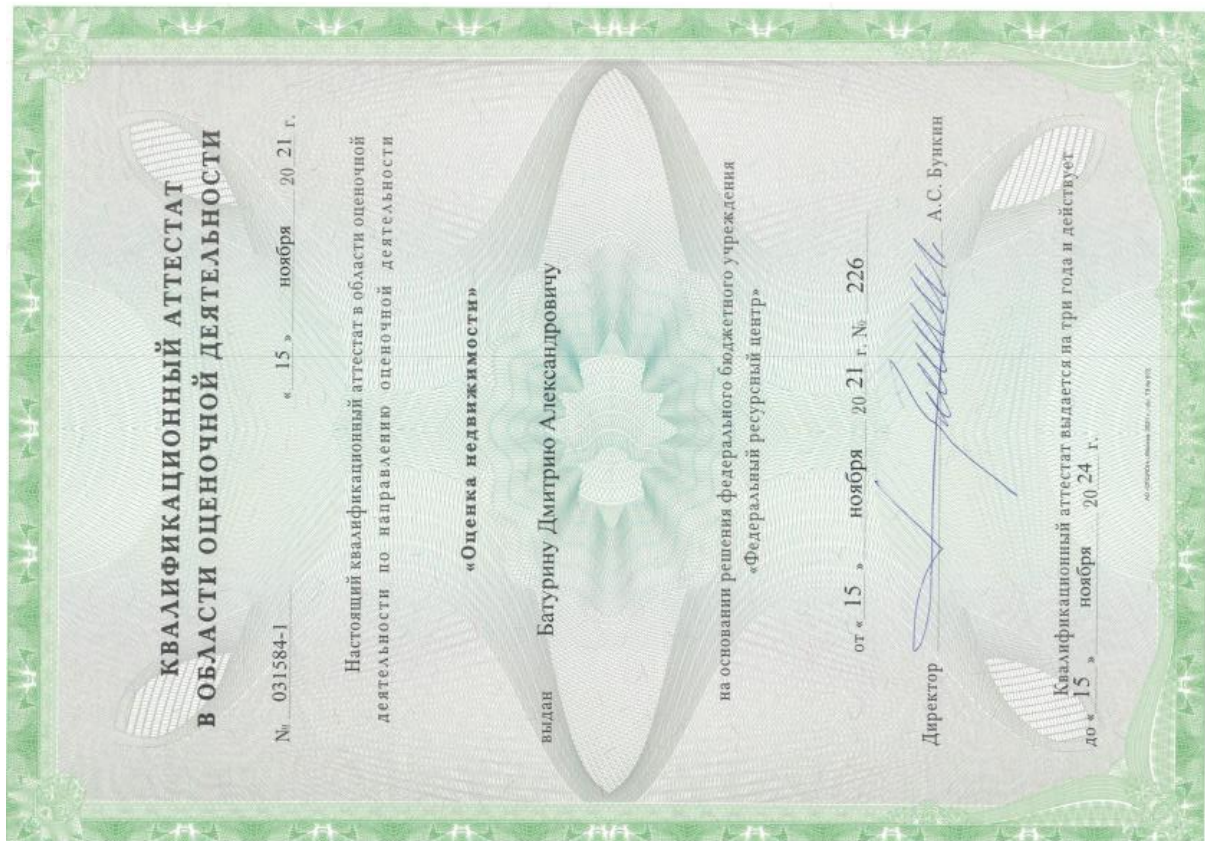 КВАЛИФИКАЦИОННЫЙ АТТЕСТАТ
В ОБЛАСТИ ОЦЕНОЧНОЙ ДЕЯТЕЛЬНОСТИ
№ 031584-1 « 15 » ноября 20 21 г.
Настоящий квалификационный аттестат в области оценочной
деятельности по направлению оценочной деятельности
«Оценка недвижимости»
выдан Батурину Дмитрию Александровичу
на основании решения федерального бюджетного учреждения
«Федеральный ресурсный центр»
от « 15 » ноября 20 21 г. № 226
Директор А.С. Бункин
Квалификационный аттестат выдается на три года и действует
до « 15 » ноября 20 24 г.